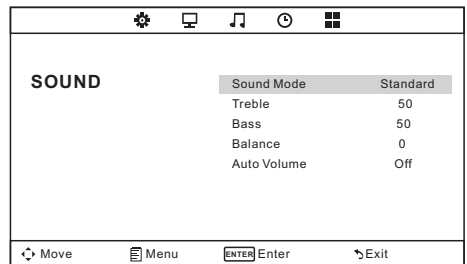 SOUND
Sound Mode Standard
Treble 50
Bass 50
Balance 0
Auto Volume Off
Move Menu ENTER Enter Exit